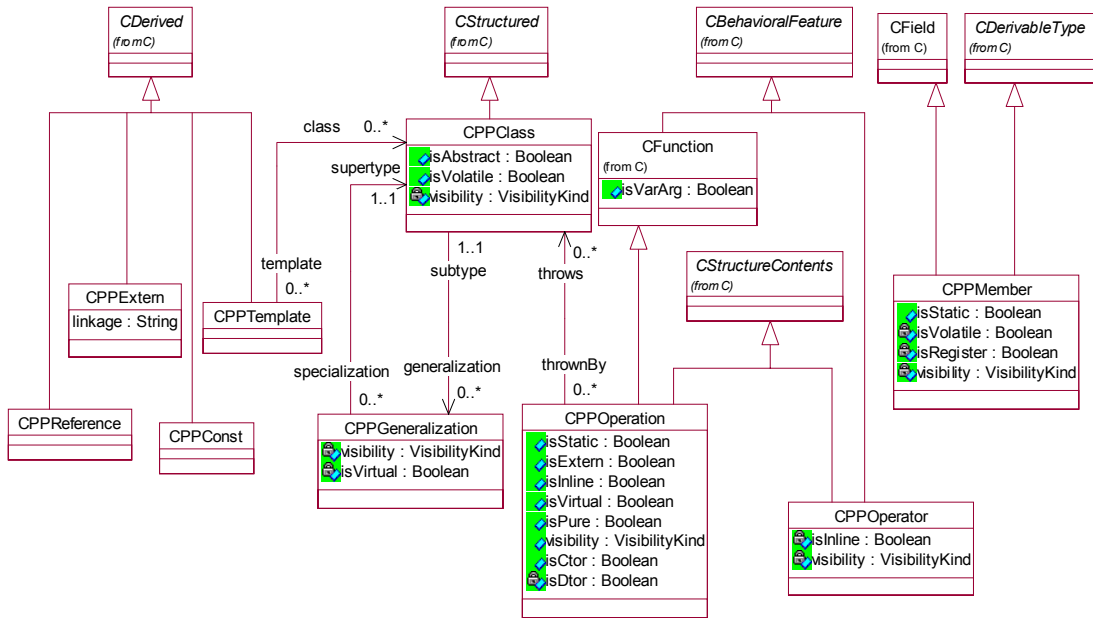 CDerived
(from C)
CStructured
(from C)
CBehavioralFeature
(from C)
CField
(from C)
CDerivableType
(from C)
class
0..*
CPPClass
isAbstract : Boolean
isVolatile : Boolean
visibility : VisibilityKind
supertype
1..1
CFunction
(from C)
isVarArg : Boolean
1..1
subtype
0..*
throws
template
0..*
CStructureContents
(from C)
CPPExtern
linkage : String
CPPTemplate
CPPMember
isStatic : Boolean
isVolatile : Boolean
isRegister : Boolean
visibility : VisibilityKind
specialization
0..*
generalization
0..*
thrownBy
0..*
CPPReference
CPPConst
CPPGeneralization
visibility : VisibilityKind
isVirtual : Boolean
CPPOperation
isStatic : Boolean
isExtern : Boolean
isInline : Boolean
isVirtual : Boolean
isPure : Boolean
visibility : VisibilityKind
isCtor : Boolean
isDtor : Boolean
CPPOperator
isInline : Boolean
visibility : VisibilityKind